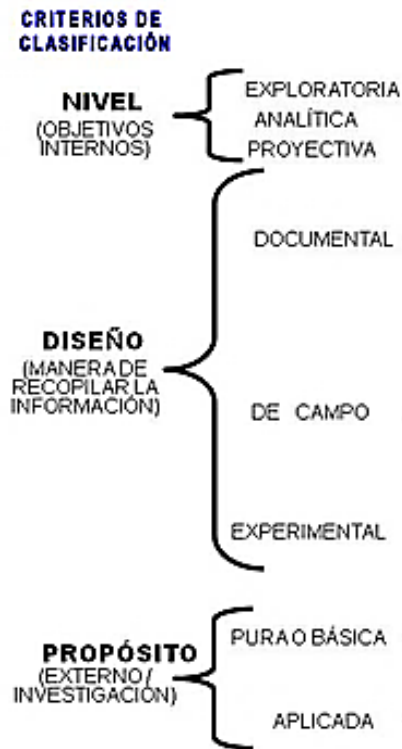 CRITERIOS DE
CLASIFICACIÓN
NIVEL
(OBJETIVOS
INTERNOS)
EXPLORATORIA
ANALÍTICA
PROYECTIVA
DISEÑO
(MANERA DE
RECOPILAR LA
INFORMACIÓN)
DOCUMENTAL
DE CAMPO
EXPERIMENTAL
PROPÓSITO
(EXTERNO /
INVESTIGACIÓN)
PURA O BÁSICA
APLICADA